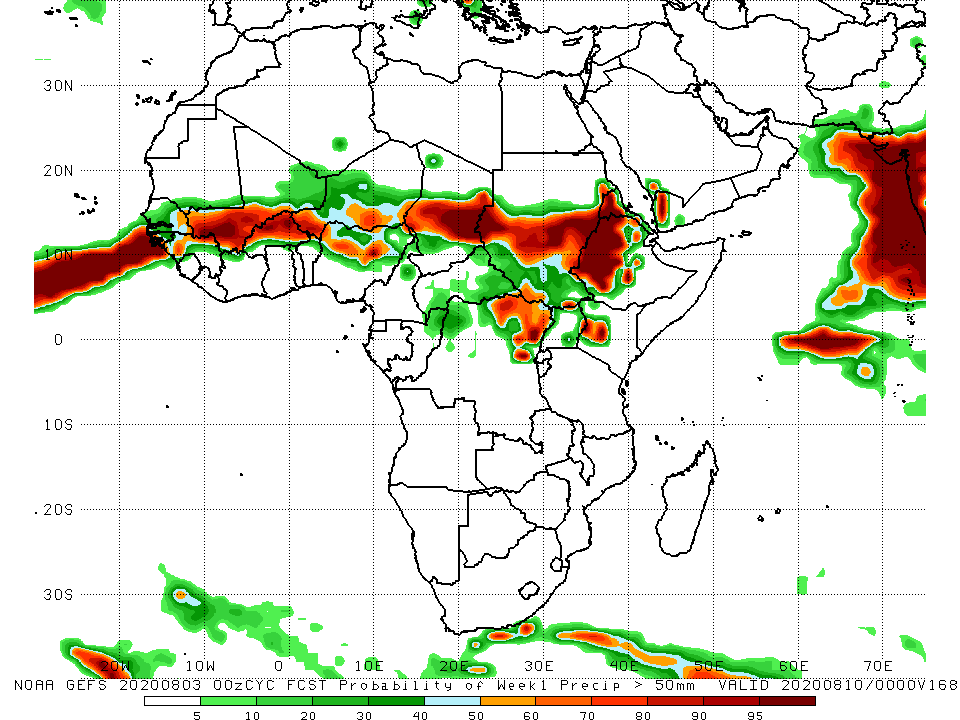 30N
20N
10N
0
10S
20S
30S
20W 10W 0 10E 20E 30E 40E 50E 60E 70E
NOAA GEFS 20200803 00zCYC FCST Probability of Week1 Precip > 50mm VALID 20200810/0000V168
5 10 20 30 40 50 60 70 80 90 95